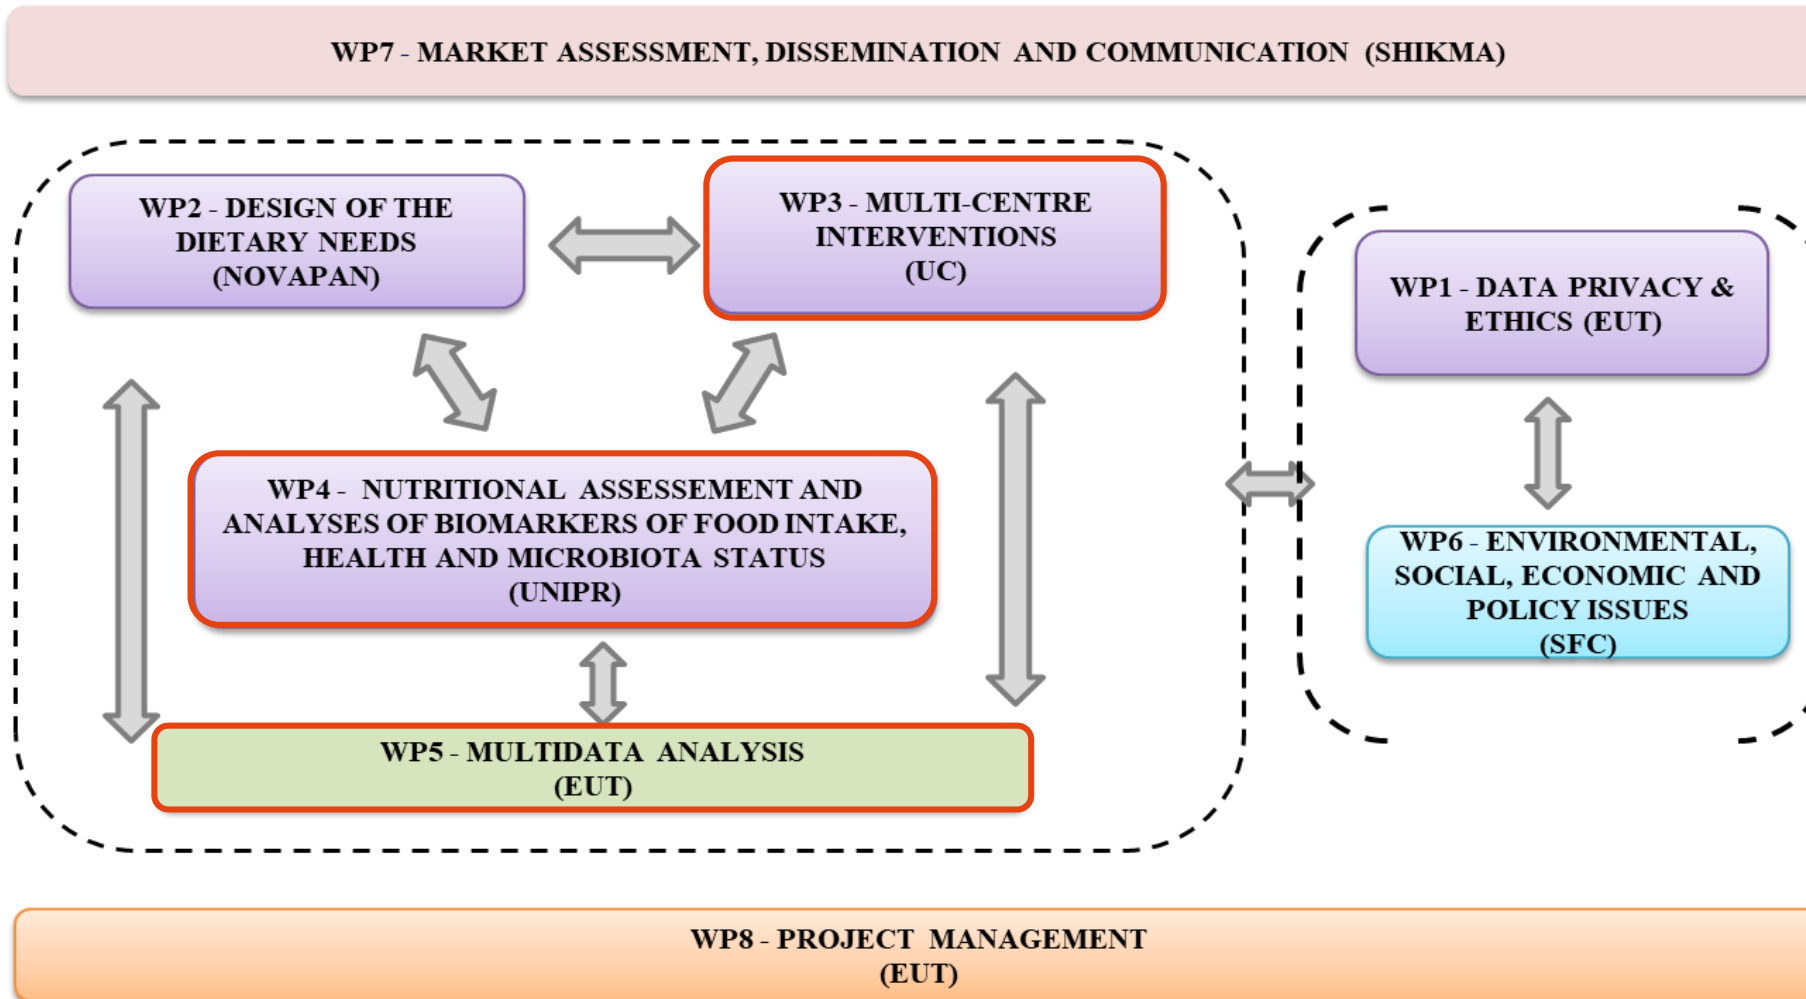 WP7 - MARKET ASSESSMENT, DISSEMINATION AND COMMUNICATION (SHIKMA)
WP2 - DESIGN OF THE
DIETARY NEEDS
(NOVAPAN)
WP3 - MULTI-CENTRE
INTERVENTIONS
(UC)
WP1 - DATA PRIVACY &
ETHICS (EUT)
WP4 - NUTRITIONAL ASSESSEMENT AND
ANALYSES OF BIOMARKERS OF FOOD INTAKE,
HEALTH AND MICROBIOTA STATUS
(UNIPR)
WP6 - ENVIRONMENTAL,
SOCIAL, ECONOMIC AND
POLICY ISSUES
(SFC)
WP5 - MULTIDATA ANALYSIS
(EUT)
WP8 - PROJECT MANAGEMENT
(EUT)